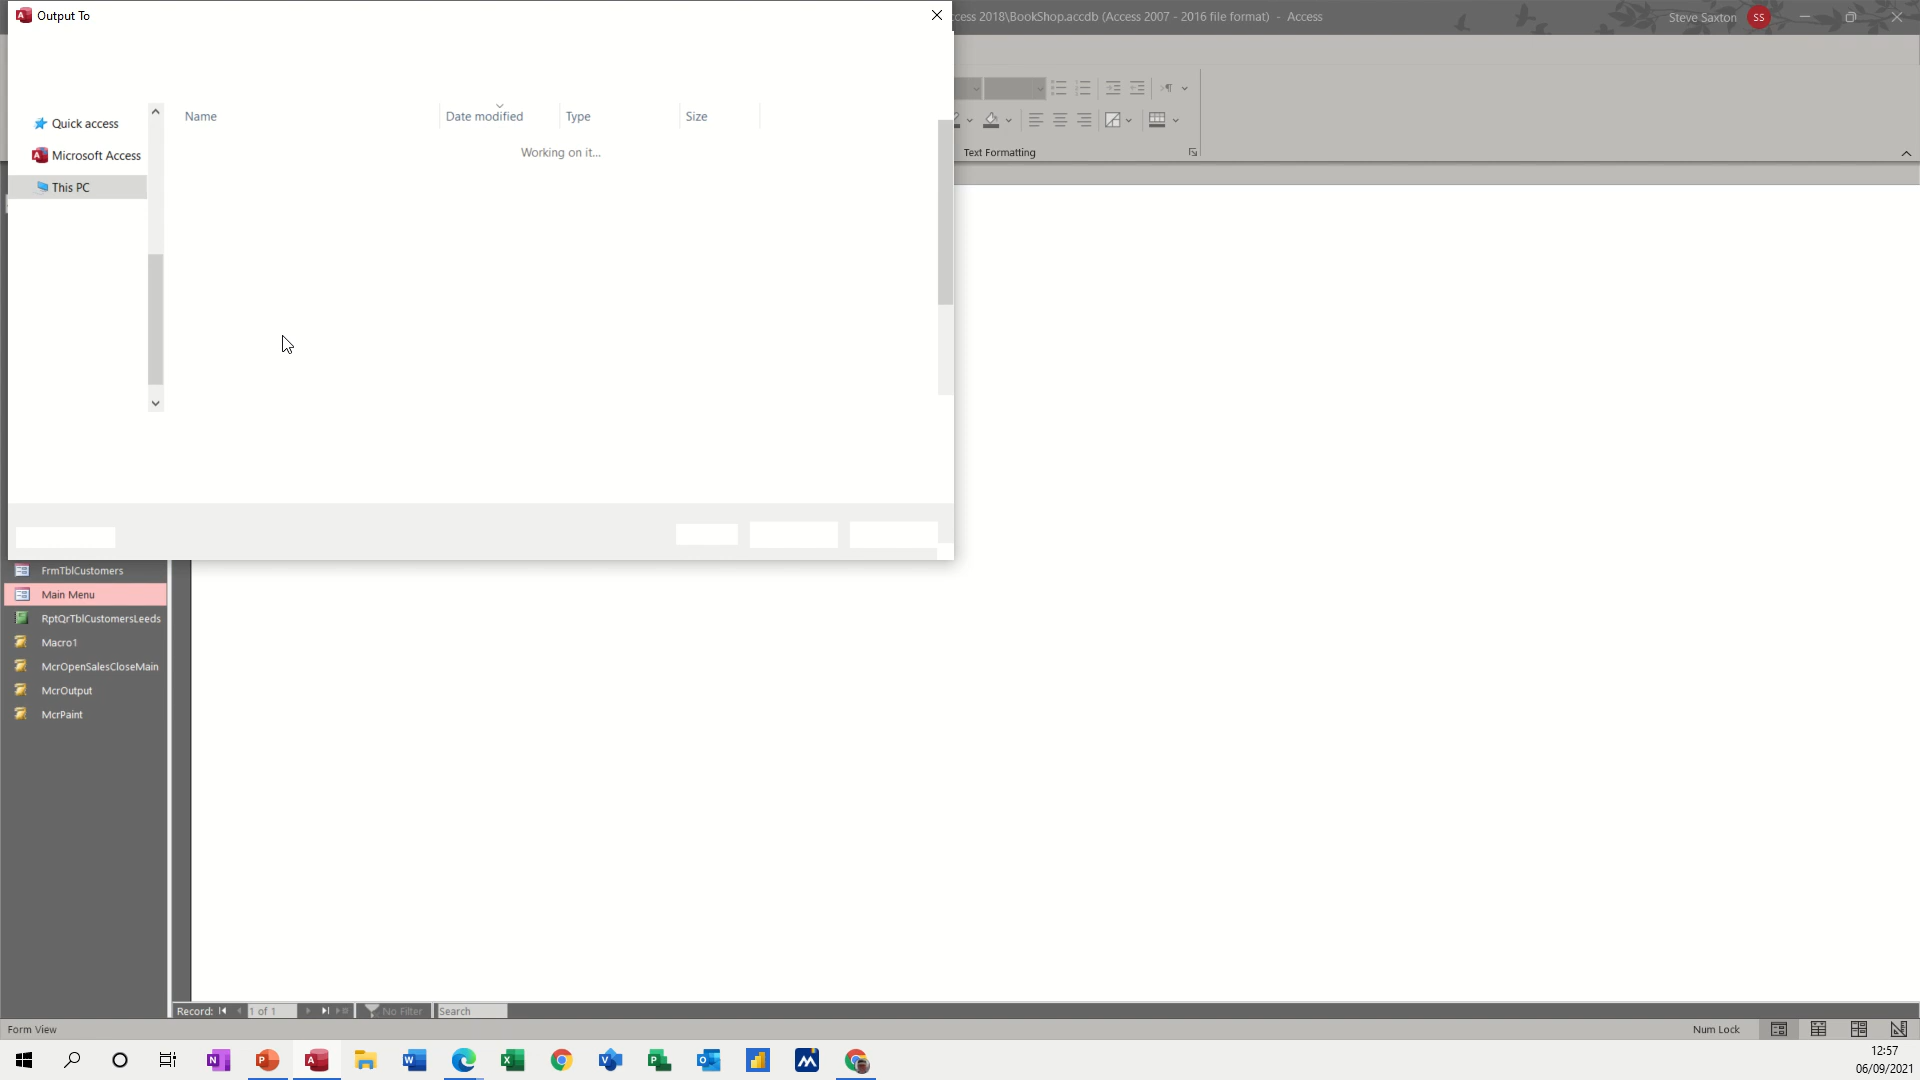 Output To
ccess 2018\BookShop.accdb (Access 2007 - 2016 file format) - Access
Steve Saxton
SS
Name
Date modified
Type
Size
Quick access
Microsoft Access
This PC
Working on it...
Text Formatting
FrmTblCustomers
Main Menu
RptQrTblCustomersLeeds
Macro1
McrOpenSalesCloseMain
McrOutput
McrPaint
Record:
1 of 1
No Filter
Search
Form View
Num Lock
12:57
06/09/2021